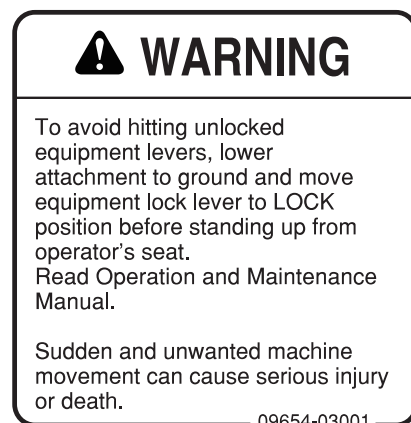 WARNING
To avoid hitting unlocked
equipment levers, lower
attachment to ground and move
equipment lock lever to LOCK
position before standing up from
operator's seat.
Read Operation and Maintenance
Manual.
Sudden and unwanted machine
movement can cause serious injury
or death.
09654-03001